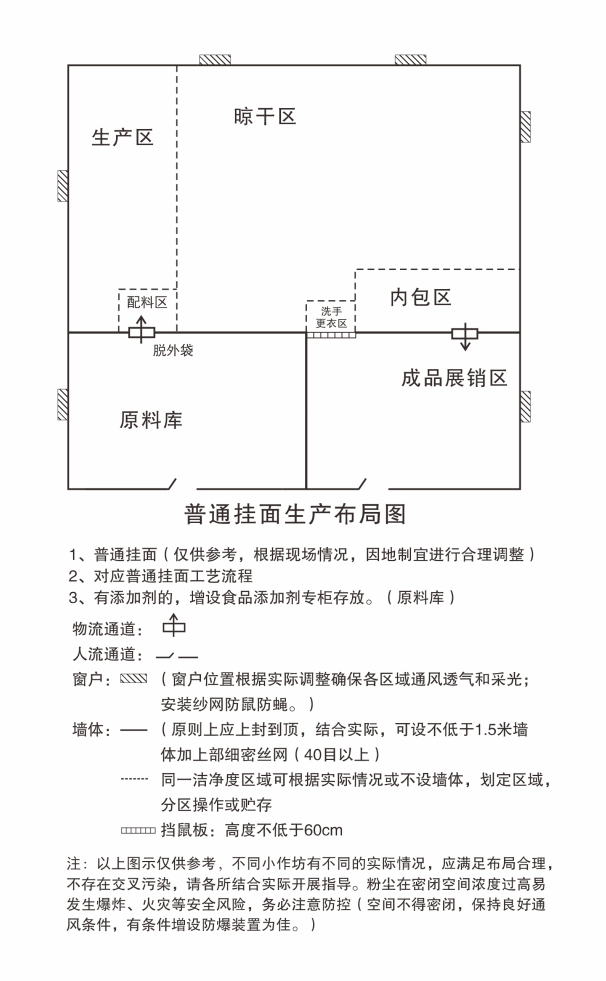 晾干区
生产区
配料区
内包区
洗手
更衣区
脱外袋
成品展销区
原料库
普通挂面生产布局图
1、普通挂面（仅供参考，根据现场情况，因地制宜进行合理调整）
2、对应普通挂面工艺流程
3、有添加剂的，增设食品添加剂专柜存放。（原料库）
物流通道：
人流通道：
窗户：（窗户位置根据实际调整确保各区域通风透气和采光；
安装纱网防鼠防蝇。）
墙体：（原则上应上封到顶，结合实际，可设不低于1.5米墙
体加上部细密丝网（40目以上）
同一洁净度区域可根据实际情况或不设墙体，划定区域，
分区操作或贮存
挡鼠板：高度不低于60cm
注：以上图示仅供参考，不同小作坊有不同的实际情况，应满足布局合理，
不存在交叉污染，请各所结合实际开展指导。粉尘在密闭空间浓度过高易
发生爆炸、火灾等安全风险，务必注意防控（空间不得密闭，保持良好通
风条件，有条件增设防爆装置为佳。）